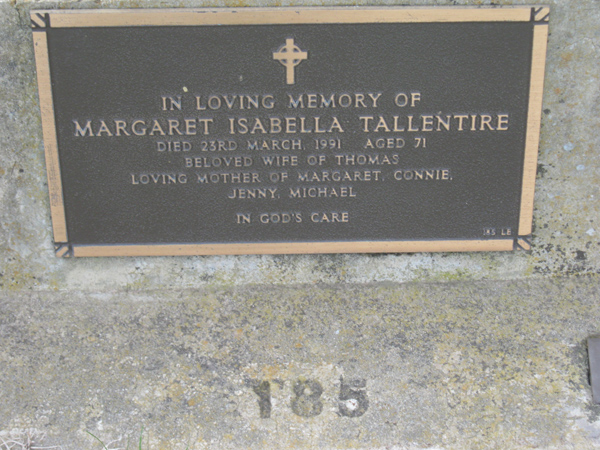 IN LOVING MEMORY OF
MARGARET ISABELLA TALLENTIRE
DIED 23RD MARCH, 1991 AGED 71
BELOVED WIFE OF THOMAS
LOVING MOTHER OF MARGARET, CONNIE,
JENNY, MICHAEL
IN GOD'S CARE
185 LB
185